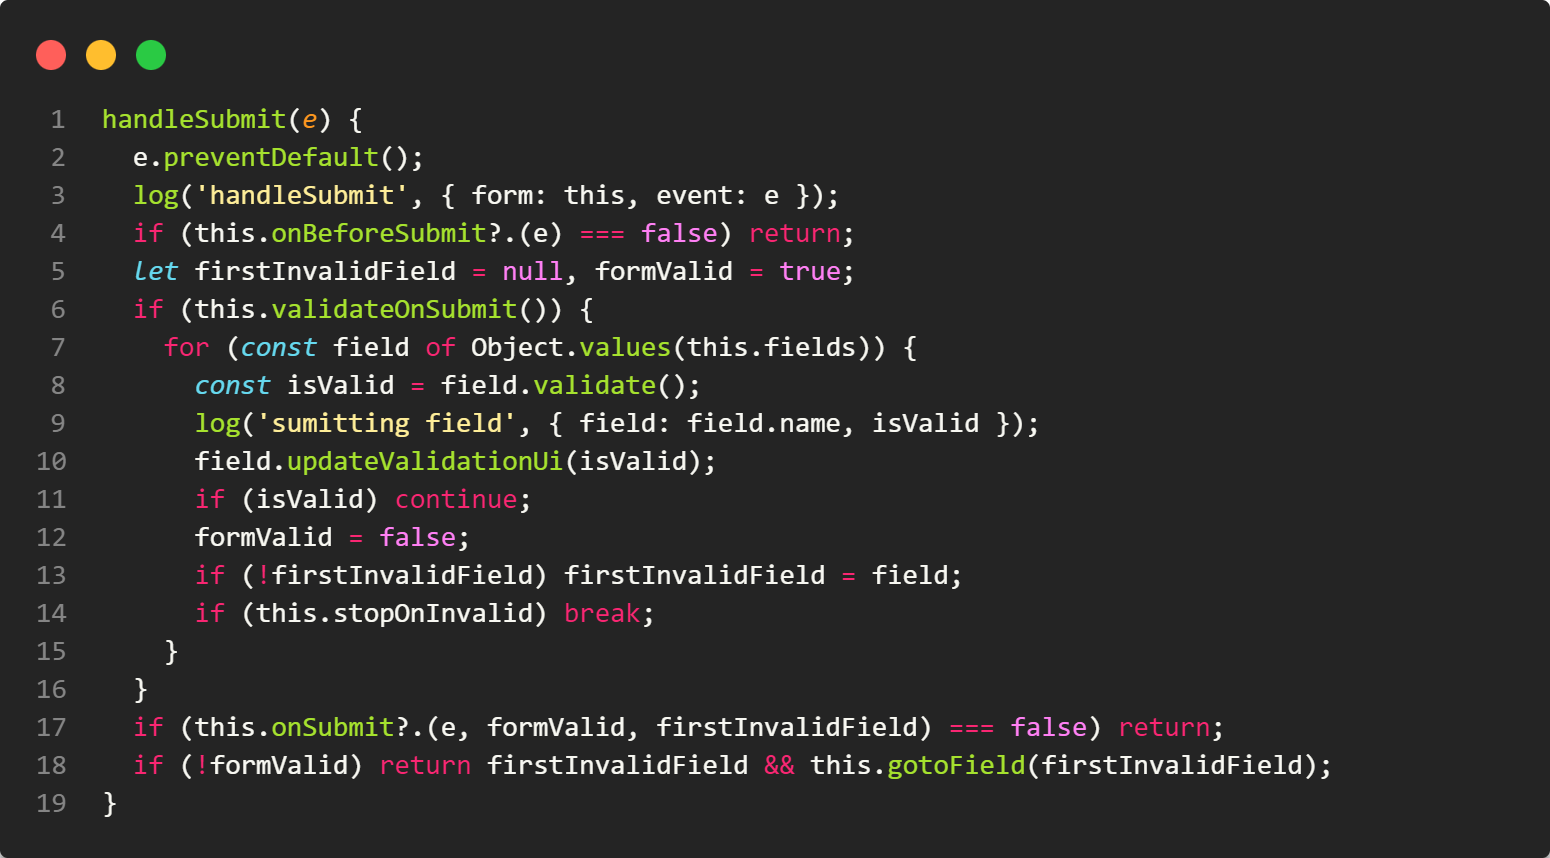 1 handleSubmit(e) {
2   e.preventDefault();
3   log('handleSubmit', { form: this, event: e });
4   if (this.onBeforeSubmit?.(e) === false) return;
5   let firstInvalidField = null, formValid = true;
6   if (this.validateOnSubmit()) {
7     for (const field of Object.values(this.fields)) {
8       const isValid = field.validate();
9       log('sumitting field', { field: field.name, isValid });
10       field.updateValidationUi(isValid);
11       if (isValid) continue;
12       formValid = false;
13       if (!firstInvalidField) firstInvalidField = field;
14       if (this.stopOnInvalid) break;
15     }
16   }
17   if (this.onSubmit?.(e, formValid, firstInvalidField) === false) return;
18   if (!formValid) return firstInvalidField && this.gotoField(firstInvalidField);
19 }